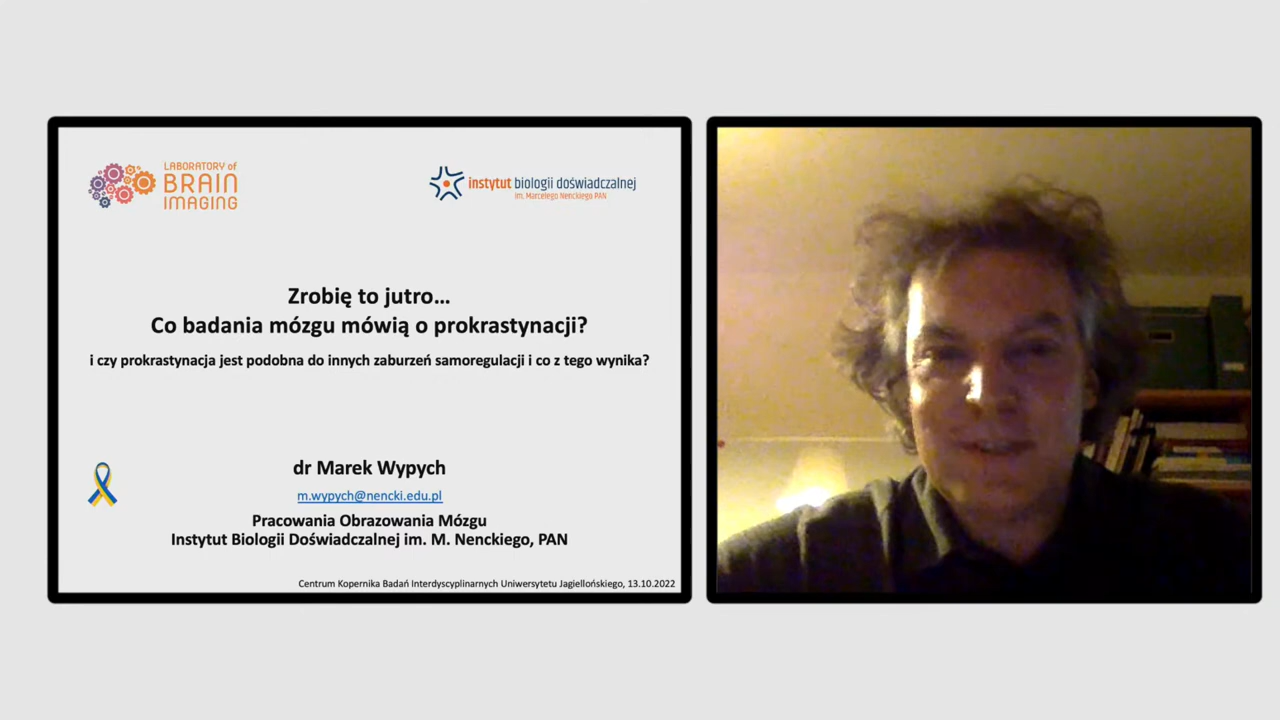 LABORATORY of
BRAIN
IMAGING
instytut biologii doświadczalnej
im. Marcelego Nenckiego PAN
Zrobię to jutro…
Co badania mózgu mówią o prokrastynacji?
i czy prokrastynacja jest podobna do innych zaburzeń samoregulacji i co z tego wynika?
dr Marek Wypych
m.wypych@nencki.edu.pl
Pracowania Obrazowania Mózgu
Instytut Biologii Doświadczalnej im. M. Nenckiego, PAN
Centrum Kopernika Badań Interdyscyplinarnych Uniwersytetu Jagiellońskiego, 13.10.2022